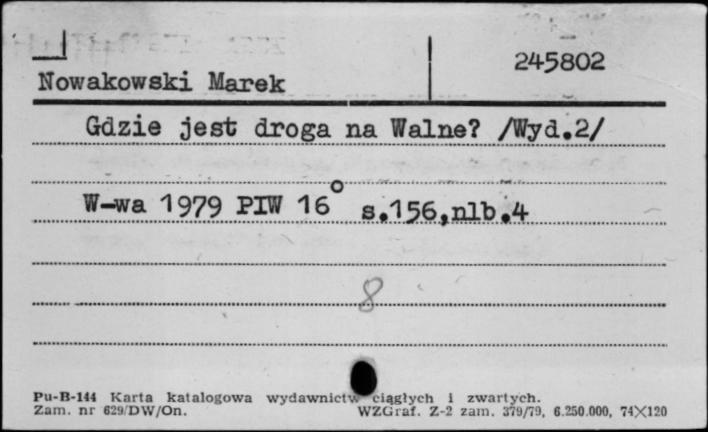 245802
Nowakowski Marek
Gdzie jest droga na Walne? /Wyd.2/
W-wa 1979 PIW 16° s.156,nlb.4
8
Pu-B-144 Karta katalogowa wydawnictw ciągłych i zwartych.
Zam. nr 629/DW/On. WZGraf. Z-2 zam. 379/79, 6.250.000, 74X120